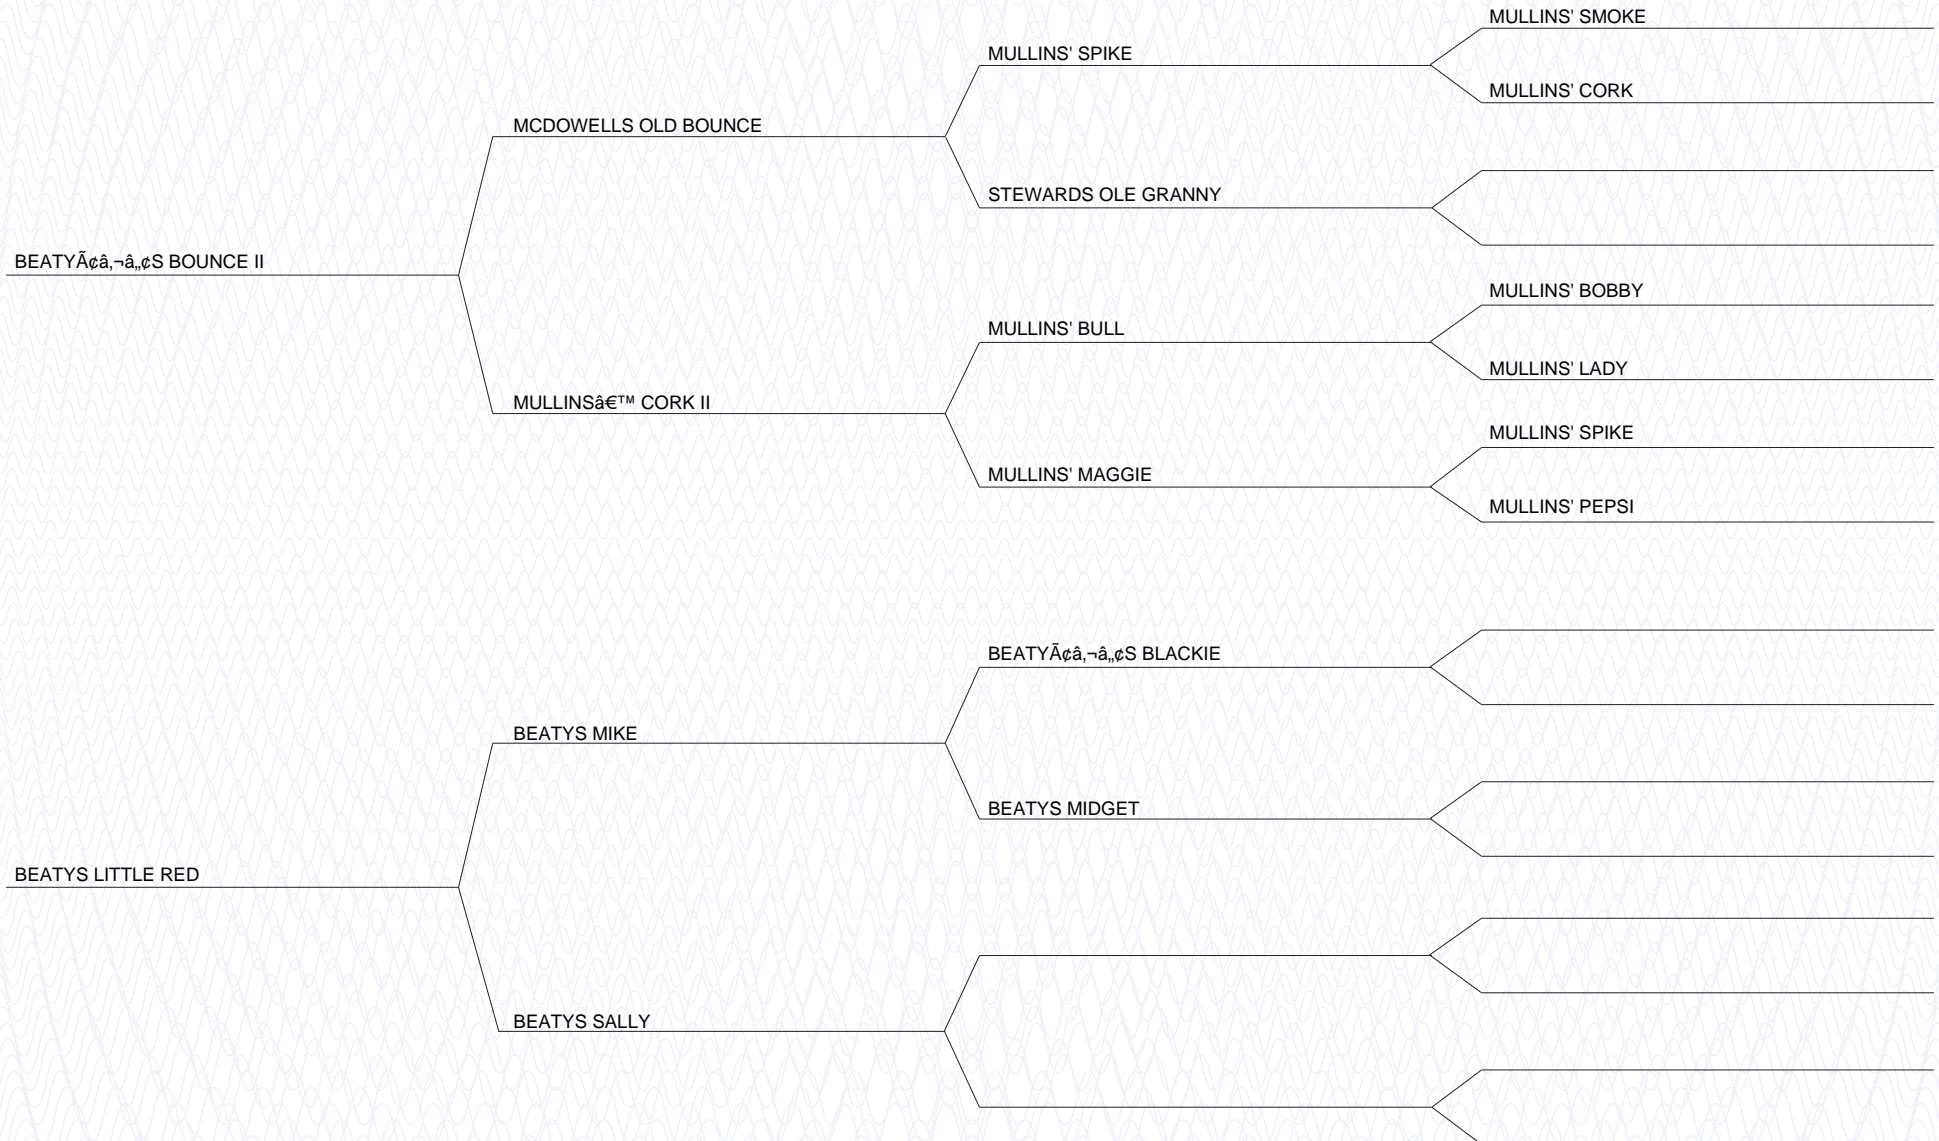 MULLINS' SMOKE
MULLINS' SPIKE
MULLINS' CORK
MCDOWELLS OLD BOUNCE
STEWARDS OLE GRANNY
BEATYÃ¢â‚¬â„¢S BOUNCE II
MULLINS' BOBBY
MULLINS' BULL
MULLINS' LADY
MULLINSâ€™ CORK II
MULLINS' SPIKE
MULLINS' MAGGIE
MULLINS' PEPSI
BEATYÃ¢â‚¬â„¢S BLACKIE
BEATYS MIKE
BEATYS MIDGET
BEATYS LITTLE RED
BEATYS SALLY